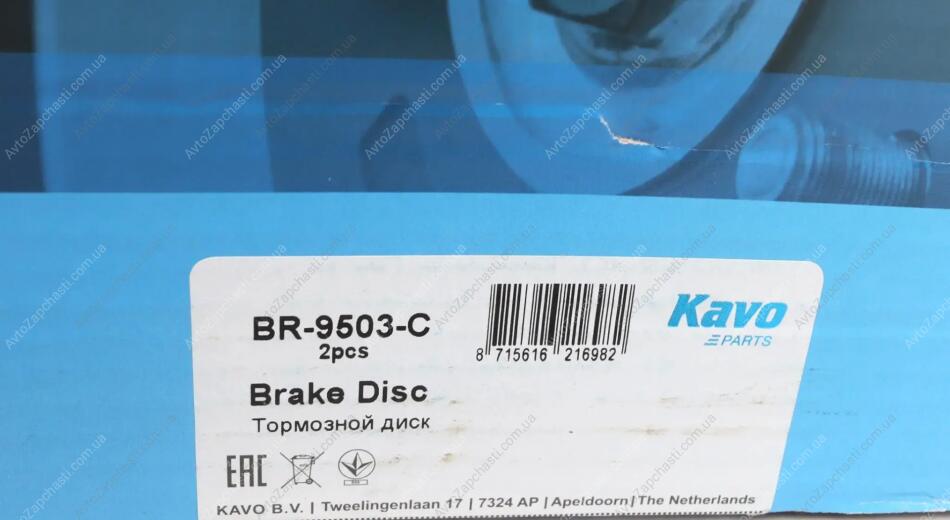 BR-9503-C
2pcs
8 715616 216982
Kavo
PARTS
Brake Disc
Тормозной диск
EAC
KAVO B.V. | Tweelingenlaan 17 | 7324 AP | Apeldoorn | The Netherlands
AvtoZapchasti.com.ua